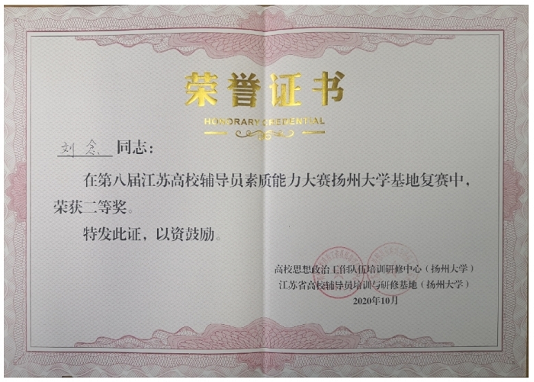 荣誉证书
HONORARY CREDENTIAL
刘念 同志：
在第八届江苏高校辅导员素质能力大赛扬州大学基地复赛中，
荣获二等奖。
特发此证，以资鼓励。
高校思想政治工作队伍培训研修中心（扬州大学）
江苏省高校辅导员培训与研修基地（扬州大学）
2020年10月